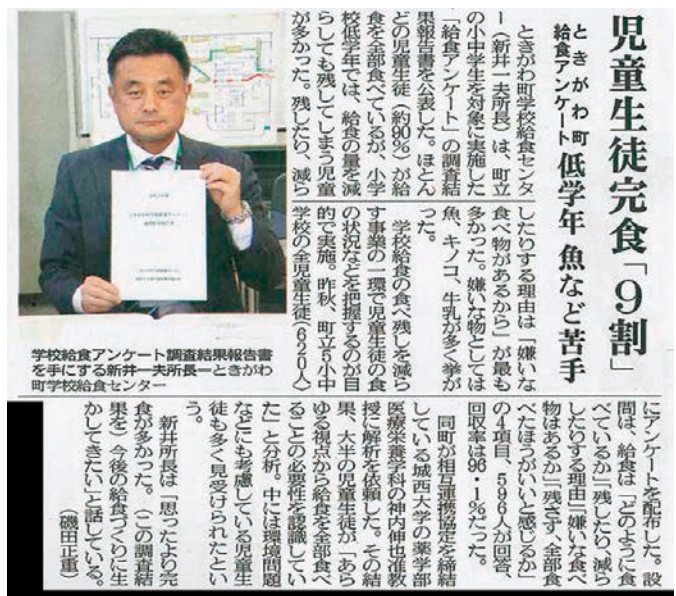 児童生徒完食「9割」
ときがわ町
給食アンケート
低学年 魚など苦手
ときがわ町学校給食センタ
ー(新井一夫所長)は、町立
の小中学生を対象に実施した
「給食アンケート」の調査結
果報告書を公表した。ほとん
どの児童生徒(約90%)が給
食を全部食べているが、小学
校低学年では、給食の量を減
らしても残してしまう児童
が多かった。残したり、減ら
したりする理由は「嫌いな
食べ物があるから」が最も
多かった。嫌いな物としては
魚、キノコ、牛乳が多く挙が
った。
学校給食の食べ残しを減ら
す事業の一環で児童生徒の食
の状況などを把握するのが目
的で実施。昨秋、町立5小中
学校の全児童生徒(620人)
にアンケートを配布した。設
問は、給食は「どのように食
べているか」「残したり、減ら
したりする理由」「嫌いな食べ
物はあるか」「残さず、全部食
べたほうがいいと感じるか」
の4項目、596人が回答、
回収率は96・1%だった。
同町が相互連携協定を締結
している城西大学の薬学部
医療栄養学科の神内伸也准教
授に解析を依頼した。その結
果、大半の児童生徒が、「あら
ゆる視点から給食を全部食べ
ることの必要性を認識してい
た」と分析。中には環境問題
などにも考慮している児童生
徒も多く見受けられたとい
う。
新井所長は「思ったより完
食が多かった。(この調査結
果を)今後の給食づくりに生
かしてきたい」と話している。
(磯田正重)
学校給食アンケート調査結果報告書
を手にする新井一夫所長＝ときがわ
町学校給食センター